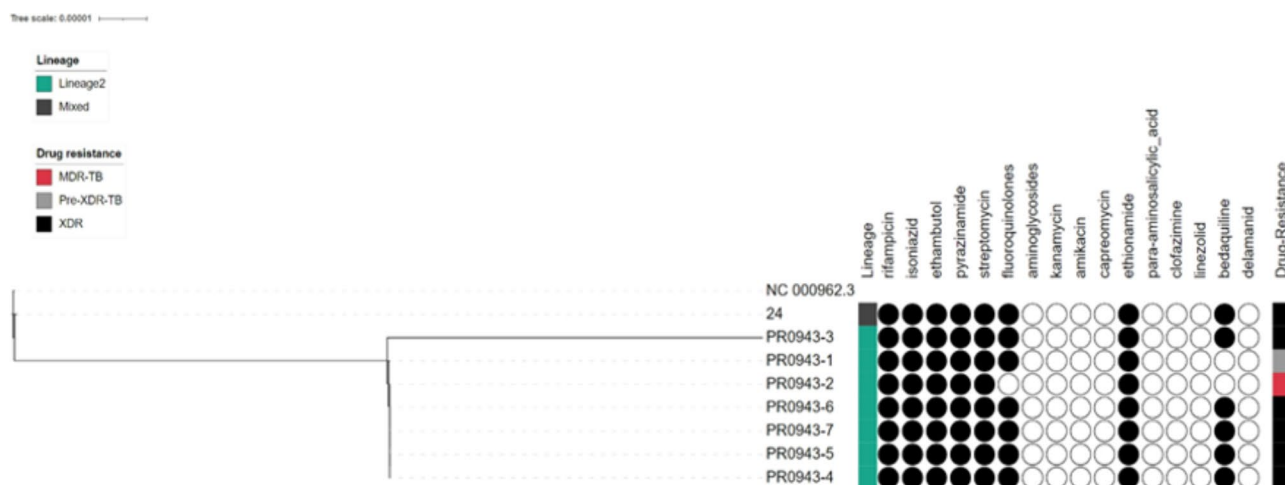 Tree scale: 0.00001
Lineage
Lineage2
Mixed
Drug resistance
MDR-TB
Pre-XDR-TB
XDR
Lineage
rifampicin
isoniazid
ethambutol
pyrazinamide
streptomycin
fluoroquinolones
aminoglycosides
kanamycin
amikacin
capreomycin
ethionamide
para-aminosalicylic_acid
clofazimine
linezolid
bedaquiline
delamanid
Drug-Resistance
NC 000962.3
24
PR0943-3
PR0943-1
PR0943-2
PR0943-6
PR0943-7
PR0943-5
PR0943-4